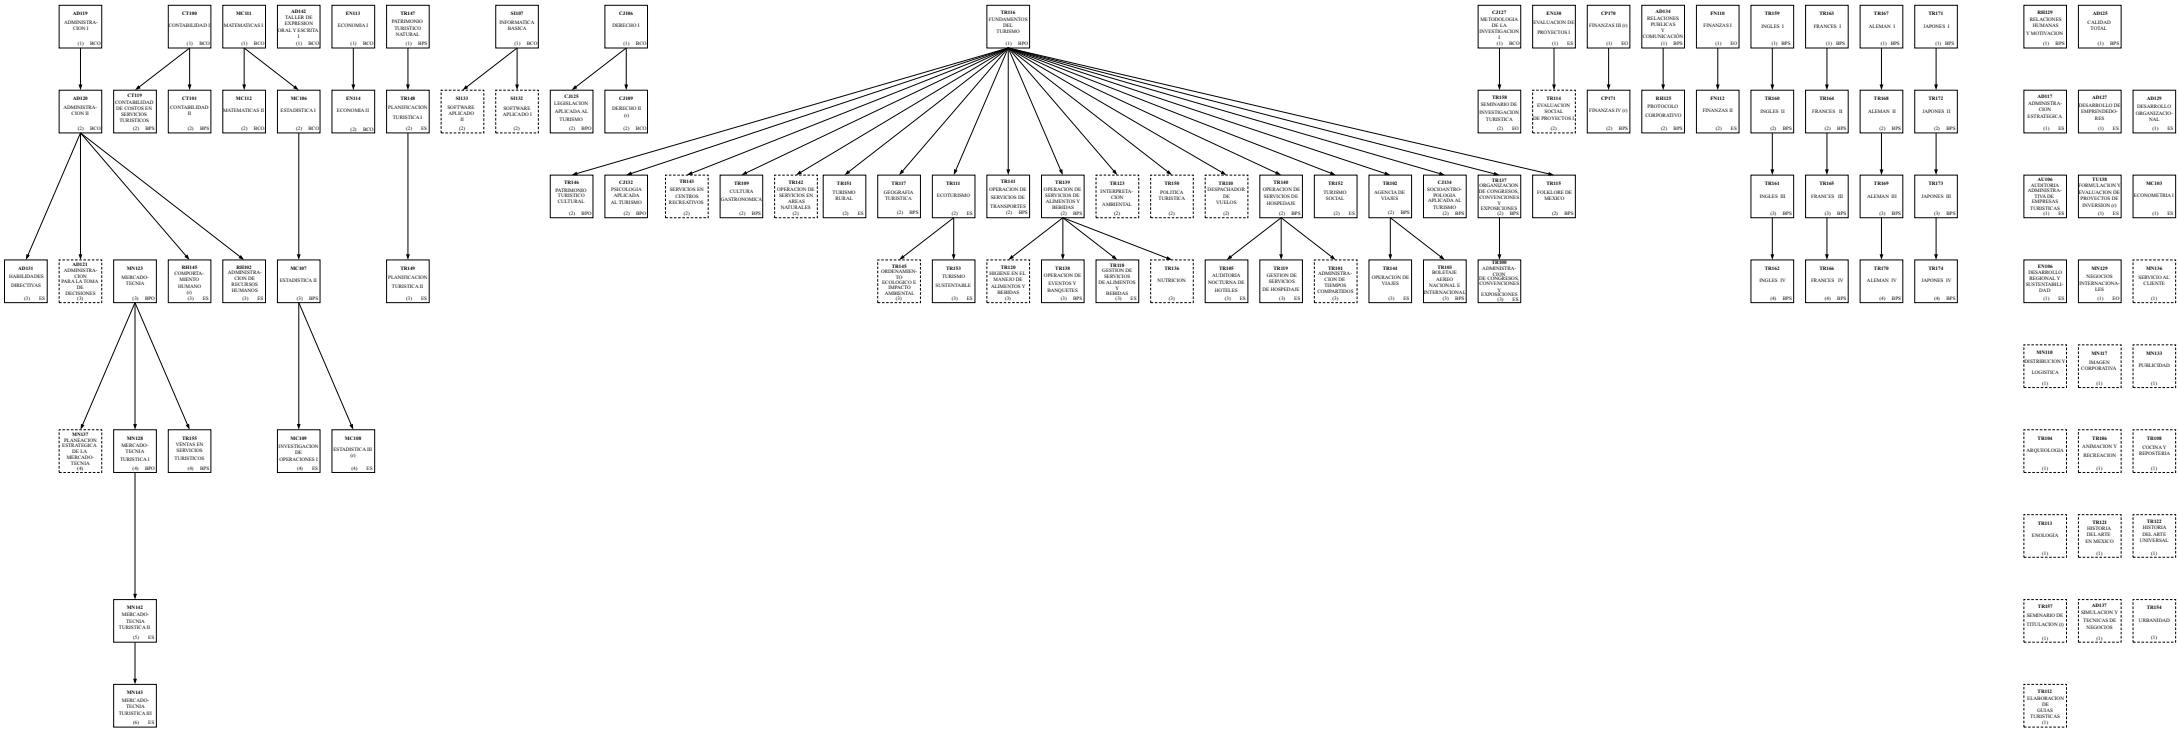 AD119
ADMINISTRA-
CION I
(1) BCO
CT100
CONTABILIDAD I
(1) BCO
MC111
MATEMATICAS I
(1) BCO
AD142
TALLER DE
EXPRESION
ORAL Y ESCRITA
I
(1) BCO
EN113
ECONOMIA I
(1) BCO
TR147
PATRIMONIO
TURISTICO
NATURAL
(1) BPS
SI107
INFORMATICA
BASICA
(1) BCO
CJ106
DERECHO I
(1) BCO
TR116
FUNDAMENTOS
DEL
TURISMO
(1) BPO
CJ127
METODOLOGIA
DE LA
INVESTIGACION
I
(1) BCO
EN130
EVALUACION DE
PROYECTOS I
(1) ES
CP170
FINANZAS III (r)
(1) EO
AD134
RELACIONES
PUBLICAS
Y
COMUNICACIÓN
(1) BPS
FN110
FINANZAS I
(1) EO
TR159
INGLES I
(1) BPS
TR163
FRANCES I
(1) BPS
TR167
ALEMAN I
(1) BPS
TR171
JAPONES I
(1) BPS
RH129
RELACIONES
HUMANAS
Y MOTIVACION
(1) BPS
AD125
CALIDAD
TOTAL
(1) BPS
AD120
ADMINISTRA-
CION II
(2) BCO
CT119
CONTABILIDAD
DE COSTOS EN
SERVICIOS
TURISTICOS
(2) BPS
CT101
CONTABILIDAD
II
(2) BPS
MC112
MATEMATICAS II
(2) BCO
MC106
ESTADISTICA I
(2) BCO
EN114
ECONOMIA II
(2) BCO
TR148
PLANIFICACION
TURISTICA I
(2) ES
SI133
SOFTWARE
APLICADO
II
(2)
SI132
SOFTWARE
APLICADO I
(2)
CJ125
LEGISLACION
APLICADA AL
TURISMO
(2) BPO
CJ109
DERECHO II
(r)
(2) BCO
TR158
SEMINARIO DE
INVESTIGACION
TURISTICA
(2) EO
TR114
EVALUACION
SOCIAL
DE PROYECTOS I
(2)
CP171
FINANZAS IV (r)
(2) BPS
RH125
PROTOCOLO
CORPORATIVO
(2) BPS
FN112
FINANZAS II
(2) ES
TR160
INGLES II
(2) BPS
TR164
FRANCES II
(2) BPS
TR168
ALEMAN II
(2) BPS
TR172
JAPONES II
(2) BPS
AD117
ADMINISTRA-
CION
ESTRATEGICA
(1) ES
AD127
DESARROLLO DE
EMPRENDEDO-
RES
(1) ES
AD129
DESARROLLO
ORGANIZACIO-
NAL
(1) ES
TR146
PATRIMONIO
TURISTICO
CULTURAL
(2) BPO
CJ132
PSICOLOGIA
APLICADA
AL TURISMO
(2) BPO
TR143
SERVICIOS EN
CENTROS
RECREATIVOS
(2)
TR109
CULTURA
GASTRONOMICA
(2) BPS
TR142
OPERACION DE
SERVICIOS EN
AREAS
NATURALES
(2)
TR151
TURISMO
RURAL
(2) ES
TR117
GEOGRAFIA
TURISTICA
(2) BPS
TR111
ECOTURISMO
(2) ES
TR141
OPERACION DE
SERVICIOS DE
TRANSPORTES
(2) BPS
TR139
OPERACION DE
SERVICIOS DE
ALIMENTOS Y
BEBIDAS
(2) BPS
TR123
INTERPRETA-
CION
AMBIENTAL
(2)
TR150
POLITICA
TURISTICA
(2)
TR110
DESPACHADOR
DE
VUELOS
(2)
TR140
OPERACION DE
SERVICIOS DE
HOSPEDAJE
(2) BPS
TR152
TURISMO
SOCIAL
(2) ES
TR102
AGENCIA DE
VIAJES
(2) BPS
CJ134
SOCIOANTRO-
POLOGIA
APLICADA AL
TURISMO
(2) BPS
TR137
ORGANIZACION
DE CONGRESOS,
CONVENCIONES
Y
EXPOSICIONES
(2) BPS
TR115
FOLKLORE DE
MEXICO
(2) BPS
TR161
INGLES III
(3) BPS
TR165
FRANCES III
(3) BPS
TR169
ALEMAN III
(3) BPS
TR173
JAPONES III
(3) BPS
AU106
AUDITORIA
ADMINISTRA-
TIVA DE
EMPRESAS
TURISTICAS
(1) ES
TU138
FORMULACION Y
EVALUACION DE
PROYECTOS DE
INVERSION (r)
(3) ES
MC103
ECONOMETRIA I
(1) ES
AD131
HABILIDADES
DIRECTIVAS
(3) ES
AD121
ADMINISTRA-
CION
PARA LA TOMA
DE
DECISIONES
(3)
MN123
MERCADO-
TECNIA
(3) BPO
RH145
COMPORTA-
MIENTO
HUMANO
(r)
(3) ES
RH102
ADMINISTRA-
CION DE
RECURSOS
HUMANOS
(3) ES
MC107
ESTADISTICA II
(3) BPS
TR149
PLANIFICACION
TURISTICA II
(3) ES
TR145
ORDENAMIEN-
TO
ECOLOGICO E
IMPACTO
AMBIENTAL
(3)
TR153
TURISMO
SUSTENTABLE
(3) ES
TR120
HIGIENE EN EL
MANEJO DE
ALIMENTOS Y
BEBIDAS
(3)
TR138
OPERACION DE
EVENTOS Y
BANQUETES
(3) BPS
TR118
GESTION DE
SERVICIOS
DE ALIMENTOS
Y
BEBIDAS
(3) ES
TR136
NUTRICION
(3)
TR105
AUDITORIA
NOCTURNA DE
HOTELES
(3) ES
TR119
GESTION DE
SERVICIOS
DE HOSPEDAJE
(3) ES
TR101
ADMINISTRA-
CION DE
TIEMPOS
COMPARTIDOS
(3)
TR144
OPERACION DE
VIAJES
(3) ES
TR103
BOLETAJE
AEREO
NACIONAL E
INTERNACIONAL
(3) BPS
TR100
ADMINISTRA-
CION
DE CONGRESOS,
CONVENCIONES
Y
EXPOSICIONES
(3) ES
TR162
INGLES IV
(4) BPS
TR166
FRANCES IV
(4) BPS
TR170
ALEMAN IV
(4) BPS
TR174
JAPONES IV
(4) BPS
EN106
DESARROLLO
REGIONAL Y
SUSTENTABILI-
DAD
(1) ES
MN129
NEGOCIOS
INTERNACIONA-
LES
(1) EO
MN136
SERVICIO AL
CLIENTE
(1)
MN110
DISTRIBUCION Y
LOGISTICA
(1)
MN117
IMAGEN
CORPORATIVA
(1)
MN133
PUBLICIDAD
(1)
MN137
PLANEACION
ESTRATEGICA
DE LA
MERCADO-
TECNIA
(4)
MN128
MERCADO-
TECNIA
TURISTICA I
(4) BPO
TR155
VENTAS EN
SERVICIOS
TURISTICOS
(4) BPS
MC109
INVESTIGACION
DE
OPERACIONES I
(4) ES
MC108
ESTADISTICA III
(r)
(4) ES
TR104
ARQUEOLOGIA
(1)
TR106
ANIMACION Y
RECREACION
(1)
TR108
COCINA Y
REPOSTERIA
(1)
TR113
ENOLOGIA
(1)
TR121
HISTORIA
DEL ARTE
EN MEXICO
(1)
TR122
HISTORIA
DEL ARTE
UNIVERSAL
(1)
MN142
MERCADO-
TECNIA
TURISTICA II
(5) ES
TR157
SEMINARIO DE
TITULACION (t)
(1)
AD137
SIMULACION Y
TECNICAS DE
NEGOCIOS
(1)
TR154
URBANIDAD
(1)
MN143
MERCADO-
TECNIA
TURISTICA III
(6) ES
TR112
ELABORACION
DE
GUIAS
TURISTICAS
(1)